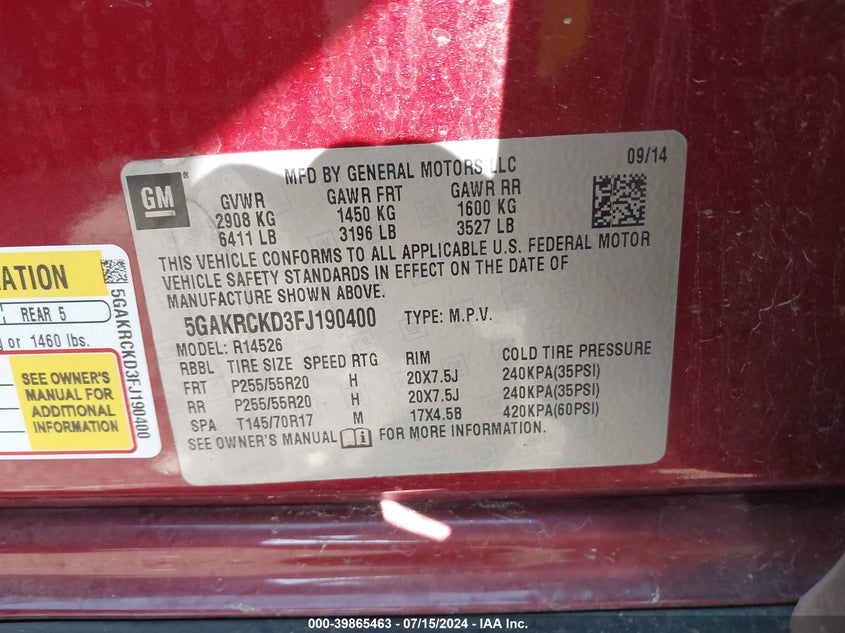 MFD BY GENERAL MOTORS LLC
09/14
GM
®
GVWR GAWR FRT GAWR RR
2908 KG 1450 KG 1600 KG
6411 LB 3196 LB 3527 LB
THIS VEHICLE CONFORMS TO ALL APPLICABLE U.S. FEDERAL MOTOR
VEHICLE SAFETY STANDARDS IN EFFECT ON THE DATE OF
MANUFACTURE SHOWN ABOVE.
5GAKRCKD3FJ190400 TYPE: M.P.V.
MODEL: R14526
RBBL TIRE SIZE SPEED RTG RIM COLD TIRE PRESSURE
FRT P255/55R20 H 20X7.5J 240KPA(35PSI)
RR P255/55R20 H 20X7.5J 240KPA(35PSI)
SPA T145/70R17 M 17X4.5B 420KPA(60PSI)
SEE OWNER'S MANUAL FOR MORE INFORMATION.
REAR 5
or 1460 lbs.
SEE OWNER'S
MANUAL FOR
ADDITIONAL
INFORMATION
5GAKRCKD3FJ190400
000-39865463 / 07/15/2024 - IAA Inc.